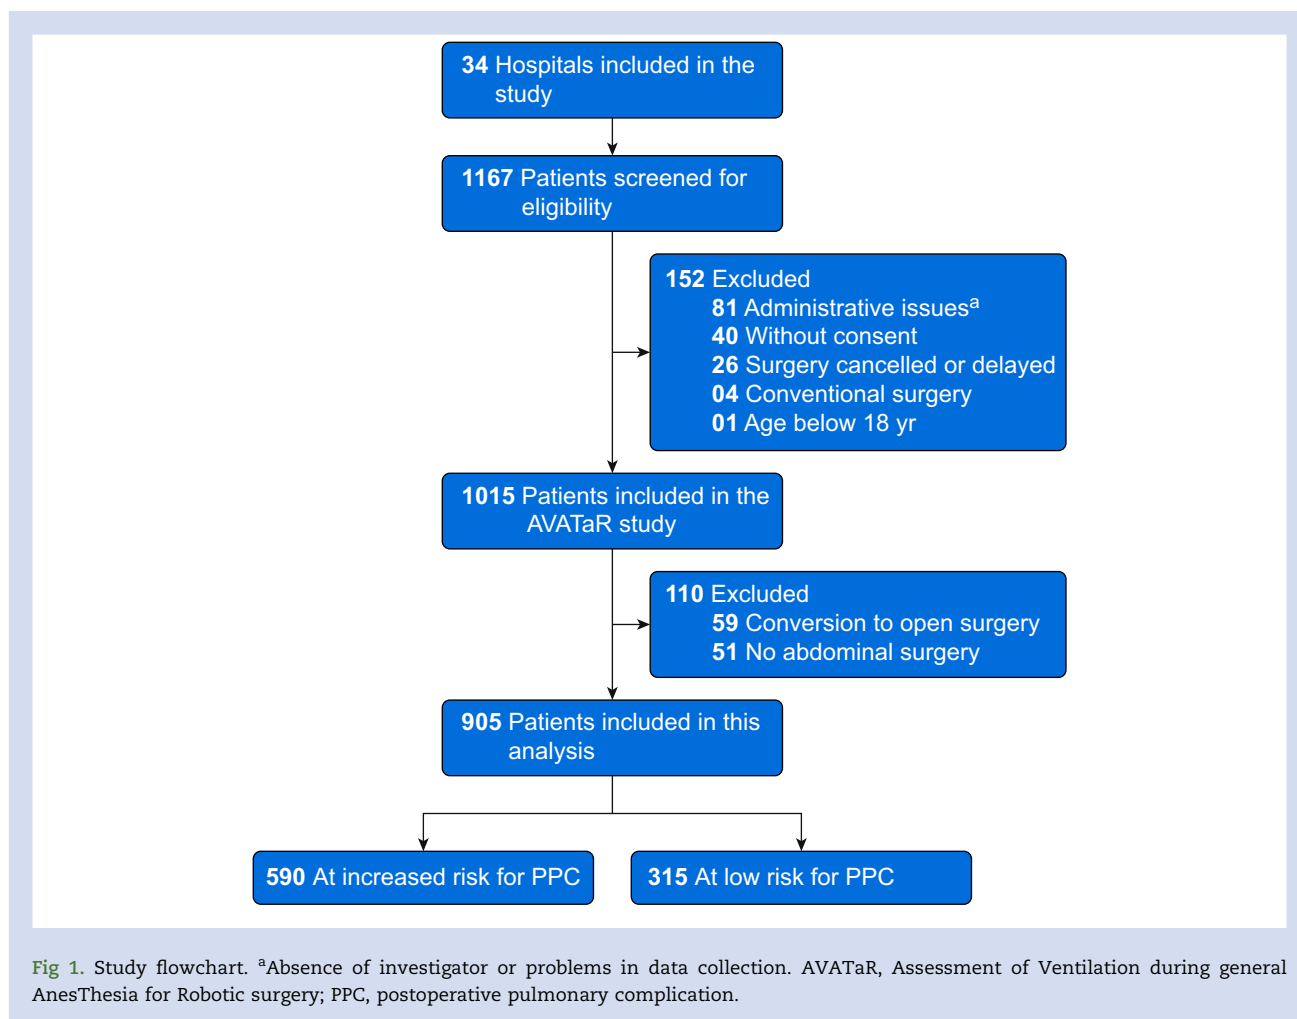 34 Hospitals included in the
study
1167 Patients screened for
eligibility
152 Excluded
81 Administrative issuesa
40 Without consent
26 Surgery cancelled or delayed
04 Conventional surgery
01 Age below 18 yr
1015 Patients included in the
AVATaR study
110 Excluded
59 Conversion to open surgery
51 No abdominal surgery
905 Patients included in this
analysis
590 At increased risk for PPC
315 At low risk for PPC
Fig 1. Study flowchart. aAbsence of investigator or problems in data collection. AVATaR, Assessment of Ventilation during general
AnesThesia for Robotic surgery; PPC, postoperative pulmonary complication.